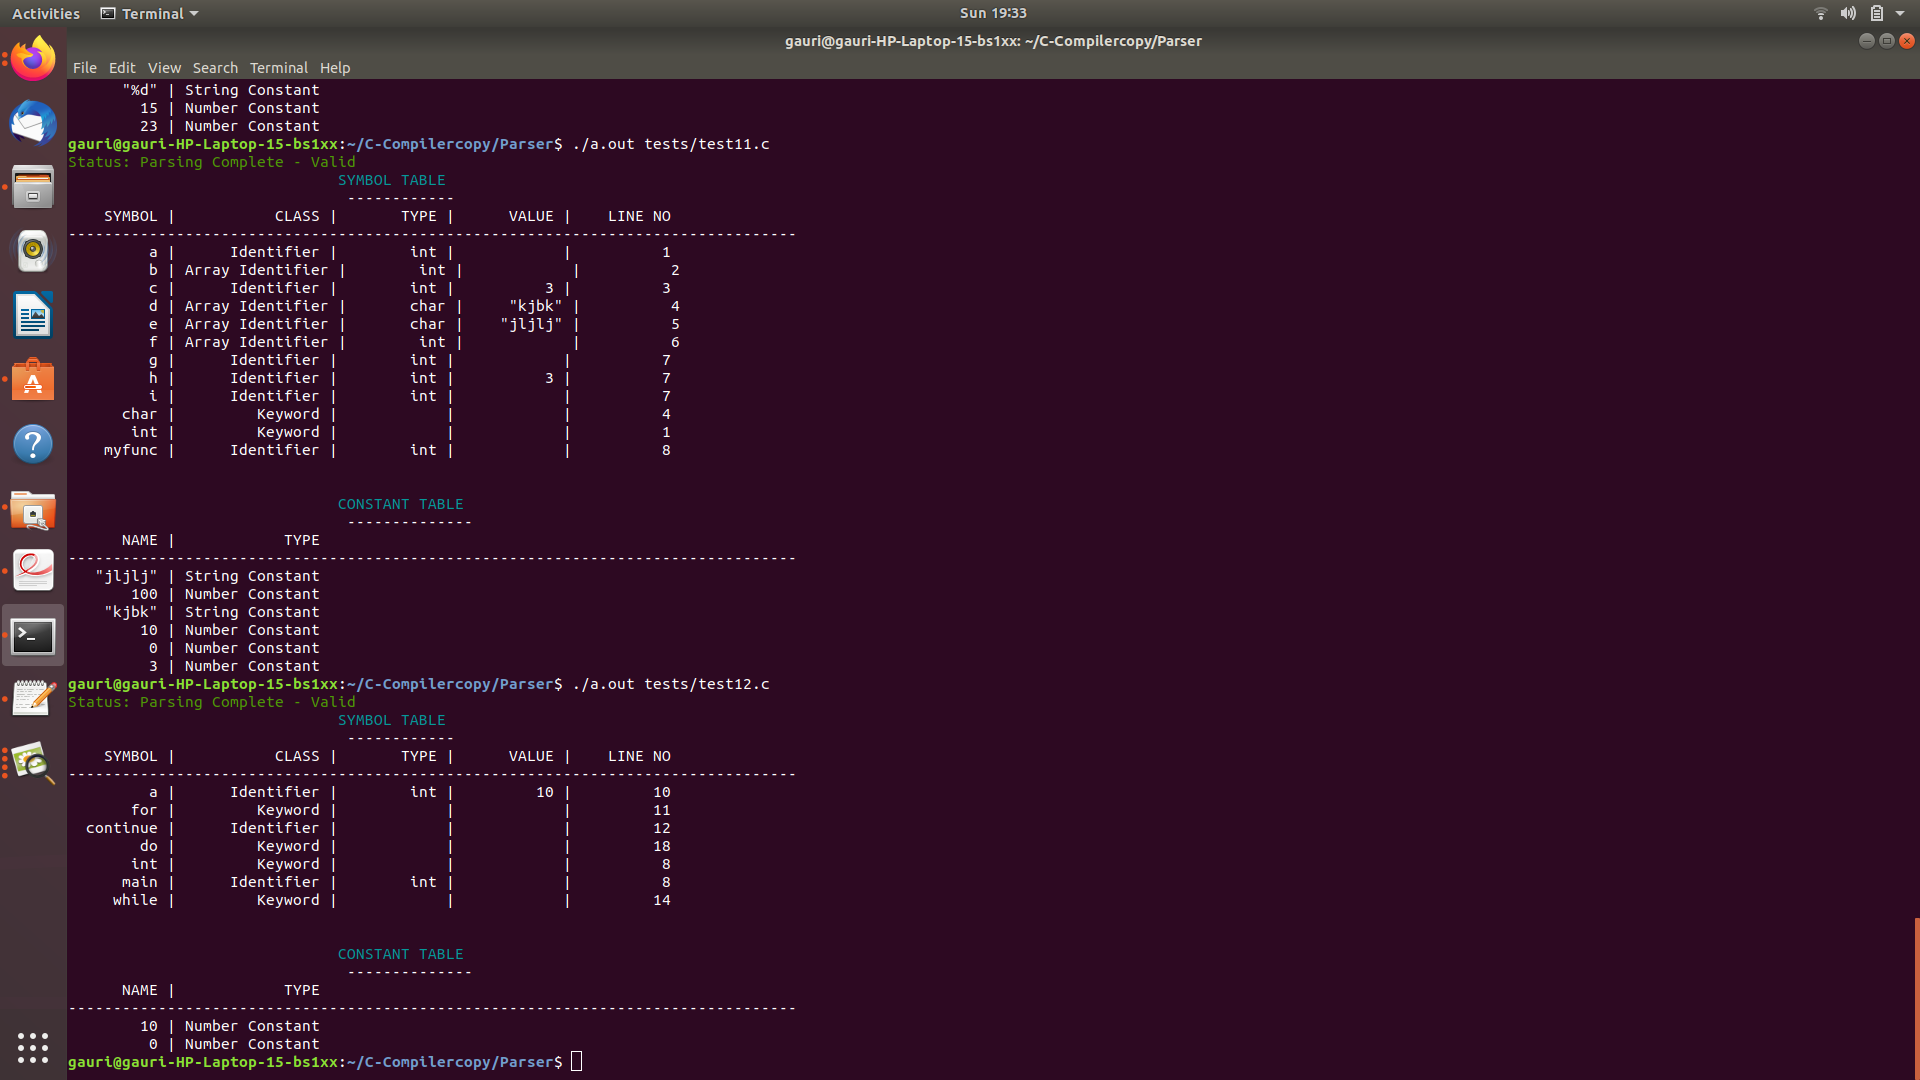 Activities Terminal Sun 19:33
gauri@gauri-HP-Laptop-15-bs1xx: ~/C-Compilercopy/Parser
File Edit View Search Terminal Help
"%d" | String Constant
15 | Number Constant
23 | Number Constant
gauri@gauri-HP-Laptop-15-bs1xx:~/C-Compilercopy/Parser$ ./a.out tests/test11.c
Status: Parsing Complete - Valid
SYMBOL TABLE
------------
SYMBOL | CLASS | TYPE | VALUE | LINE NO
---------------------------------------------------------------------------------
a | Identifier | int | | 1
b | Array Identifier | int | | 2
c | Identifier | int | 3 | 3
d | Array Identifier | char | "kjbk" | 4
e | Array Identifier | char | "jljlj" | 5
f | Array Identifier | int | | 6
g | Identifier | int | | 7
h | Identifier | int | 3 | 7
i | Identifier | int | | 7
char | Keyword | | | 4
int | Keyword | | | 1
myfunc | Identifier | int | | 8
CONSTANT TABLE
--------------
NAME | TYPE
---------------------------------------------------------------------------------
"jljlj" | String Constant
100 | Number Constant
"kjbk" | String Constant
10 | Number Constant
0 | Number Constant
3 | Number Constant
gauri@gauri-HP-Laptop-15-bs1xx:~/C-Compilercopy/Parser$ ./a.out tests/test12.c
Status: Parsing Complete - Valid
SYMBOL TABLE
------------
SYMBOL | CLASS | TYPE | VALUE | LINE NO
---------------------------------------------------------------------------------
a | Identifier | int | 10 | 10
for | Keyword | | | 11
continue | Identifier | | | 12
do | Keyword | | | 18
int | Keyword | | | 8
main | Identifier | int | | 8
while | Keyword | | | 14
CONSTANT TABLE
--------------
NAME | TYPE
---------------------------------------------------------------------------------
10 | Number Constant
0 | Number Constant
gauri@gauri-HP-Laptop-15-bs1xx:~/C-Compilercopy/Parser$